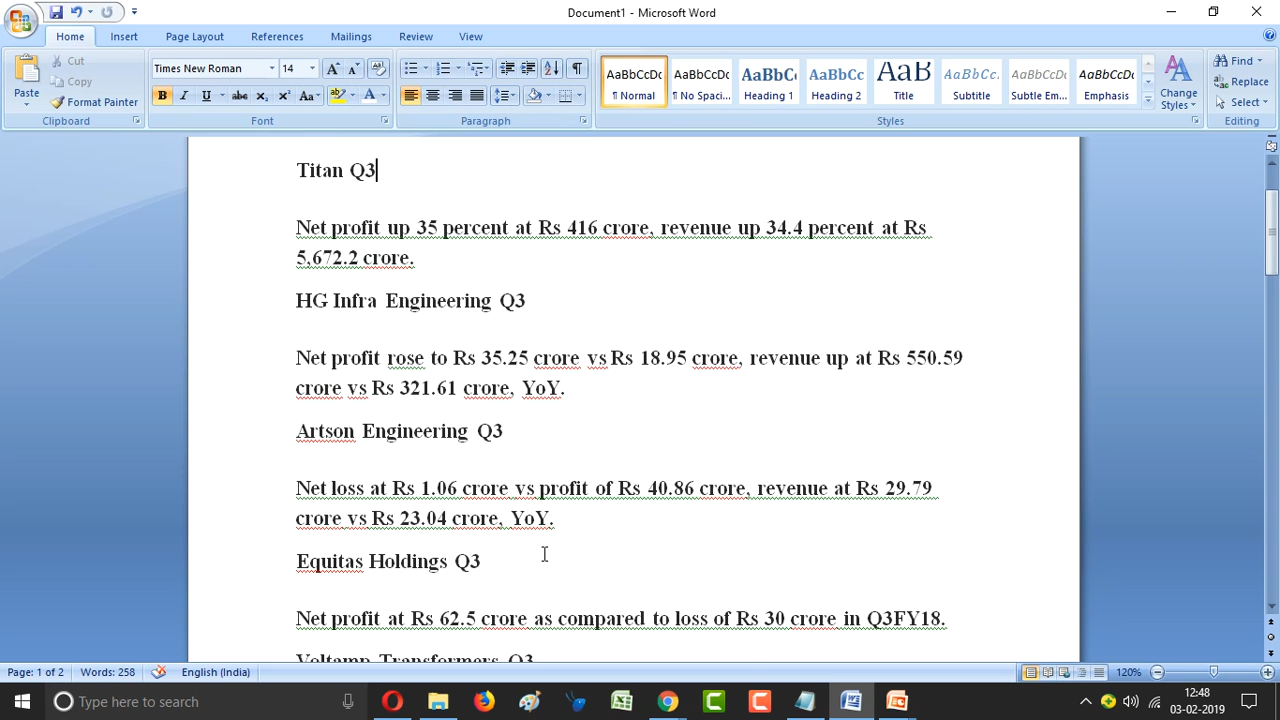 Document1 - Microsoft Word
Home Insert Page Layout References Mailings Review View
Paste
Cut
Copy
Format Painter
Clipboard
Times New Roman 14
Font
Paragraph
AaBbCcDc AaBbCcDc AaBbC AaBbCc AaB AaBbCc. AaBbCcDc AaBbCcDc
¶ Normal ¶ No Spaci... Heading 1 Heading 2 Title Subtitle Subtle Em... Emphasis
Change Styles
Styles
Find
Replace
Select
Editing
Titan Q3
Net profit up 35 percent at Rs 416 crore, revenue up 34.4 percent at Rs
5,672.2 crore.
HG Infra Engineering Q3
Net profit rose to Rs 35.25 crore vs Rs 18.95 crore, revenue up at Rs 550.59
crore vs Rs 321.61 crore, YoY.
Artson Engineering Q3
Net loss at Rs 1.06 crore vs profit of Rs 40.86 crore, revenue at Rs 29.79
crore vs Rs 23.04 crore, YoY.
Equitas Holdings Q3
Net profit at Rs 62.5 crore as compared to loss of Rs 30 crore in Q3FY18.
Voltamp Transformers Q3
Page: 1 of 2 Words: 258 English (India) 120%
Type here to search
12:48
03-02-2019